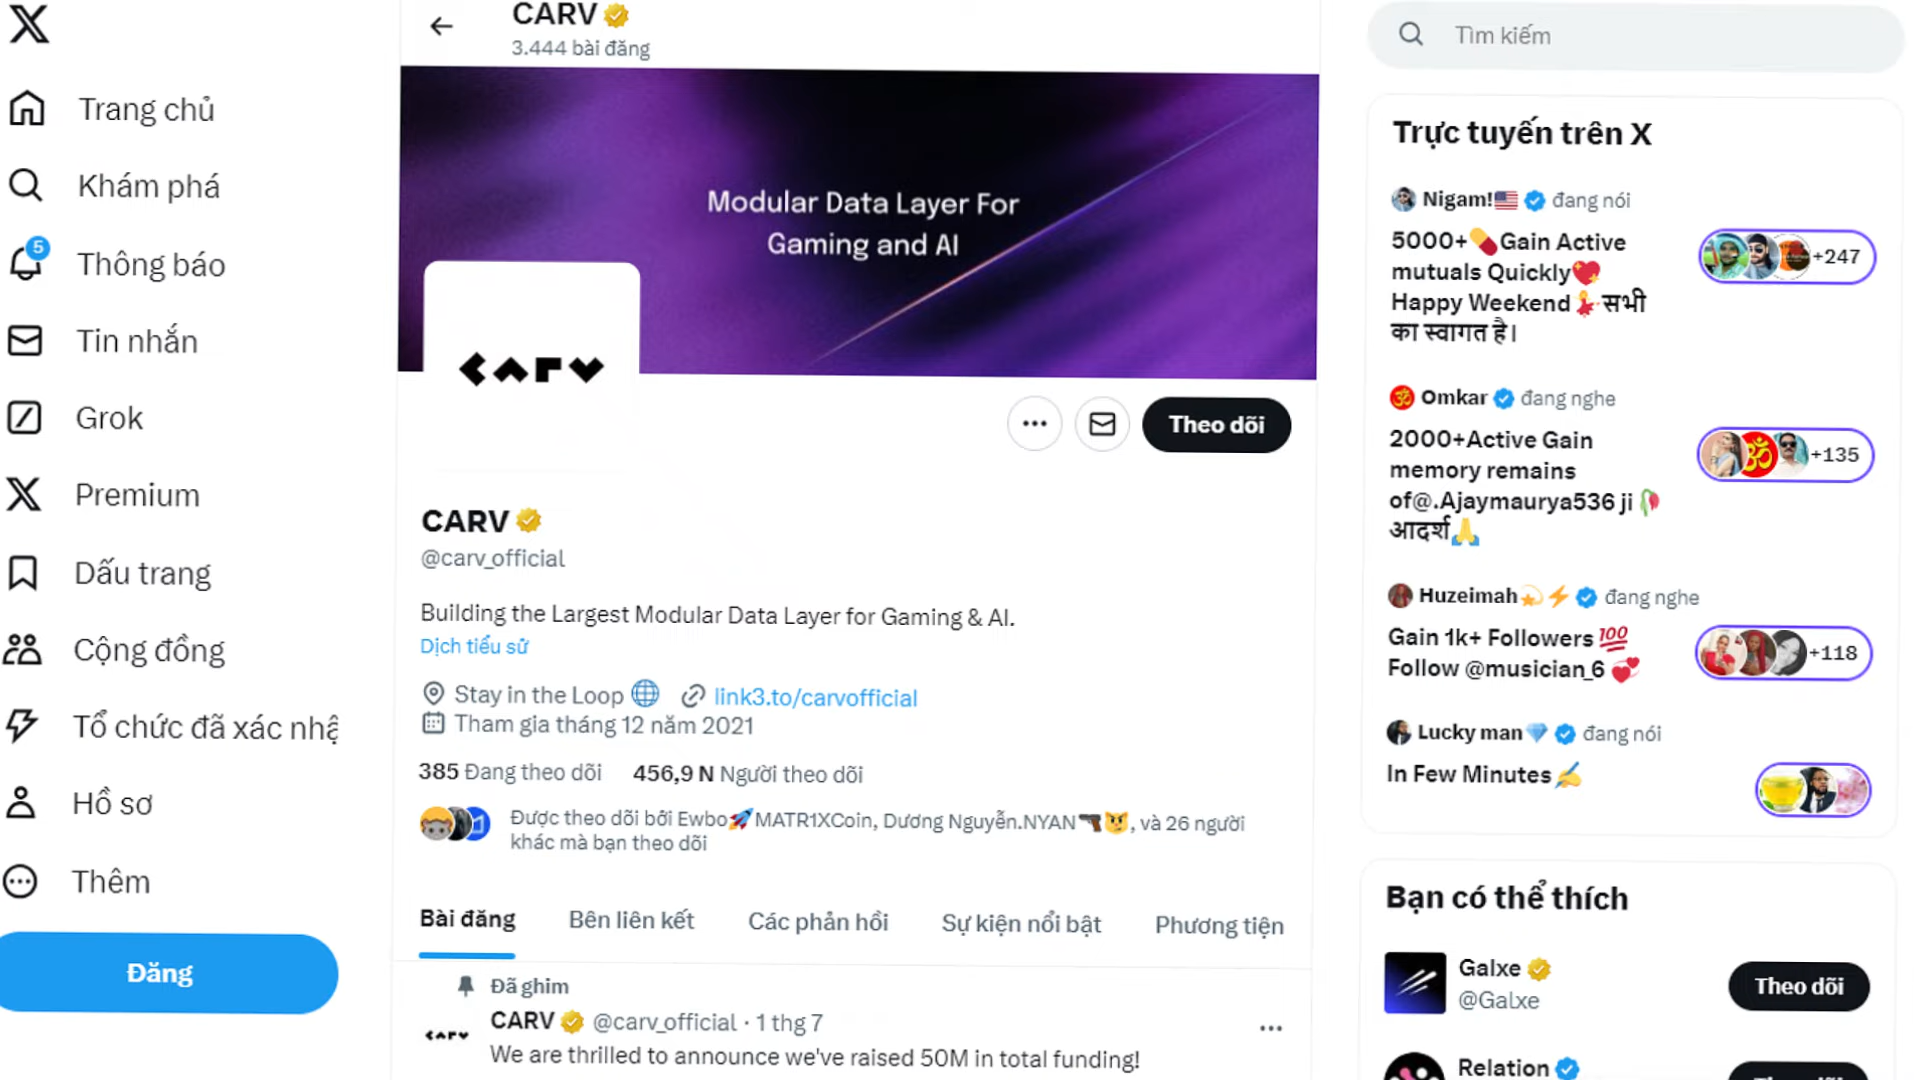 Trang chủ
Khám phá
5
Thông báo
Tin nhắn
Grok
Premium
Dấu trang
Cộng đồng
Tổ chức đã xác nhậ
Hồ sơ
Thêm
Đăng
CARV
3.444 bài đăng
Modular Data Layer For
Gaming and AI
CARV
Theo dõi
CARV
@carv_official
Building the Largest Modular Data Layer for Gaming & AI.
Dịch tiểu sử
Stay in the Loop 🌐 link3.to/carvofficial
Tham gia tháng 12 năm 2021
385 Đang theo dõi 456,9 N Người theo dõi
Được theo dõi bởi Ewbo🚀MATR1XCoin, Dương Nguyễn.NYAN🔫😼, và 26 người
khác mà bạn theo dõi
Bài đăng Bên liên kết Các phản hồi Sự kiện nổi bật Phương tiện
Đã ghim
CARV @carv_official · 1 thg 7
CARV
We are thrilled to announce we've raised 50M in total funding!
Tìm kiếm
Trực tuyến trên X
Nigam!🇺🇸 đang nói
5000+💊Gain Active
mutuals Quickly💖
Happy Weekend💃सभी
का स्वागत है।
+247
Omkar đang nghe
2000+Active Gain
memory remains
of@.Ajaymaurya536 ji🥀
आदर्श🙏
+135
Huzeimah💫⚡ đang nghe
Gain 1k+ Followers💯
Follow @musician_6💞
+118
Lucky man💎 đang nói
In Few Minutes✍️
Bạn có thể thích
Galxe
@Galxe
Theo dõi
Relation
Theo dõi